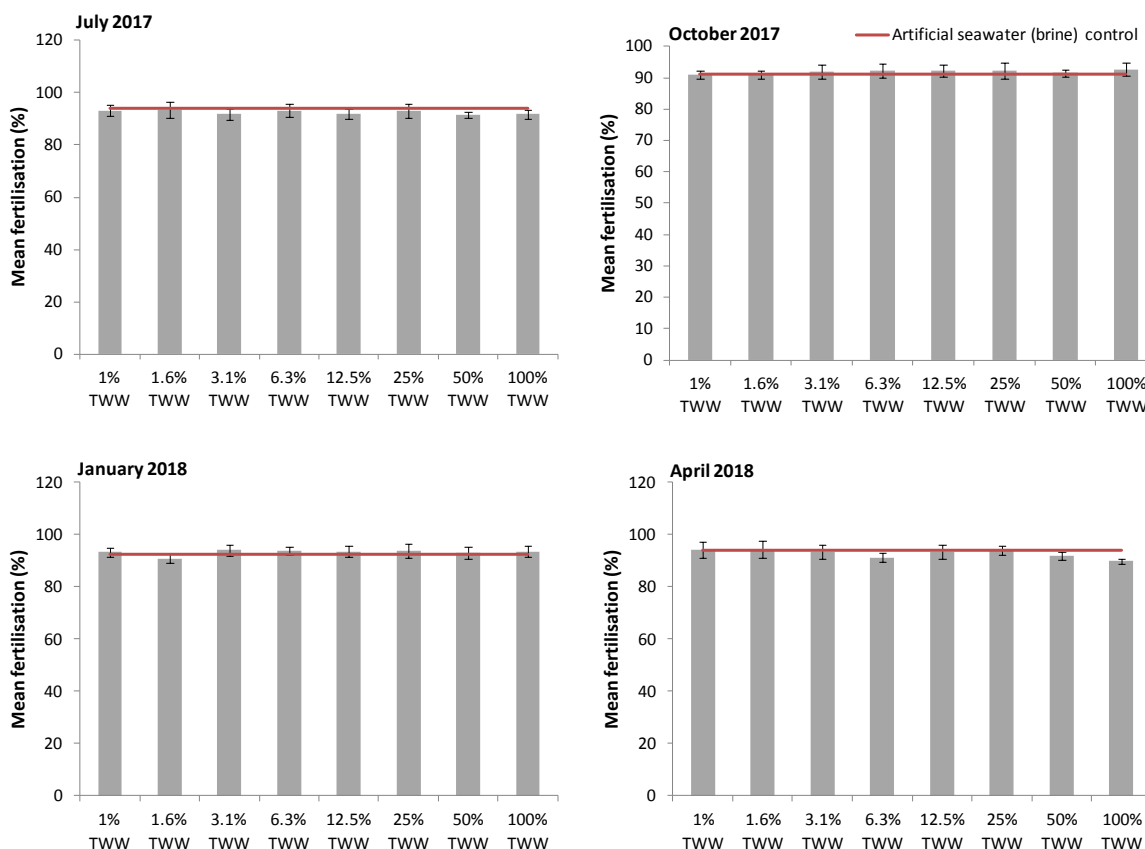 July 2017
120
100
80
60
40
20
0
Mean fertilisation (%)
1% 1.6% 3.1% 6.3% 12.5% 25% 50% 100%
TWW TWW TWW TWW TWW TWW TWW TWW
October 2017
Artificial seawater (brine) control
100
90
80
70
60
50
40
30
20
10
0
Mean fertilisation (%)
1% 1.6% 3.1% 6.3% 12.5% 25% 50% 100%
TWW TWW TWW TWW TWW TWW TWW TWW
January 2018
120
100
80
60
40
20
0
Mean fertilisation (%)
1% 1.6% 3.1% 6.3% 12.5% 25% 50% 100%
TWW TWW TWW TWW TWW TWW TWW TWW
April 2018
120
100
80
60
40
20
0
Mean fertilisation (%)
1% 1.6% 3.1% 6.3% 12.5% 25% 50% 100%
TWW TWW TWW TWW TWW TWW TWW TWW